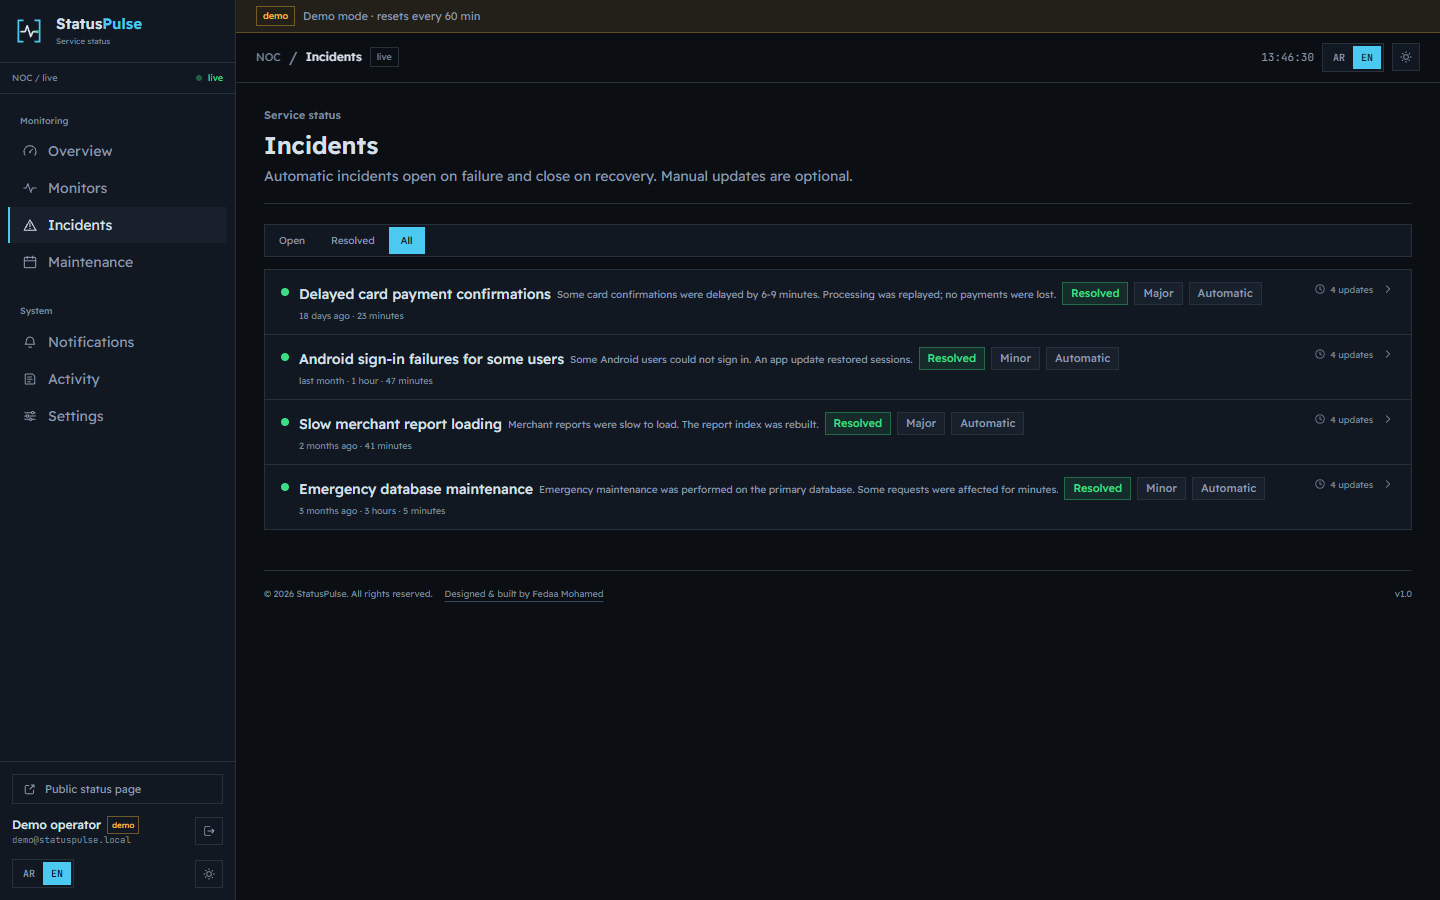 StatusPulse
Service status
NOC / live
live
Monitoring
Overview
Monitors
Incidents
Maintenance
System
Notifications
Activity
Settings
Public status page
Demo operator demo
demo@statuspulse.local
AR EN
demo Demo mode · resets every 60 min
NOC / Incidents live
13:46:30 AR EN
Service status
Incidents
Automatic incidents open on failure and close on recovery. Manual updates are optional.
Open Resolved All
Delayed card payment confirmations Some card confirmations were delayed by 6-9 minutes. Processing was replayed; no payments were lost. Resolved Major Automatic 4 updates
18 days ago · 23 minutes
Android sign-in failures for some users Some Android users could not sign in. An app update restored sessions. Resolved Minor Automatic 4 updates
last month · 1 hour · 47 minutes
Slow merchant report loading Merchant reports were slow to load. The report index was rebuilt. Resolved Major Automatic 4 updates
2 months ago · 41 minutes
Emergency database maintenance Emergency maintenance was performed on the primary database. Some requests were affected for minutes. Resolved Minor Automatic 4 updates
3 months ago · 3 hours · 5 minutes
© 2026 StatusPulse. All rights reserved. Designed & built by Fedaa Mohamed v1.0